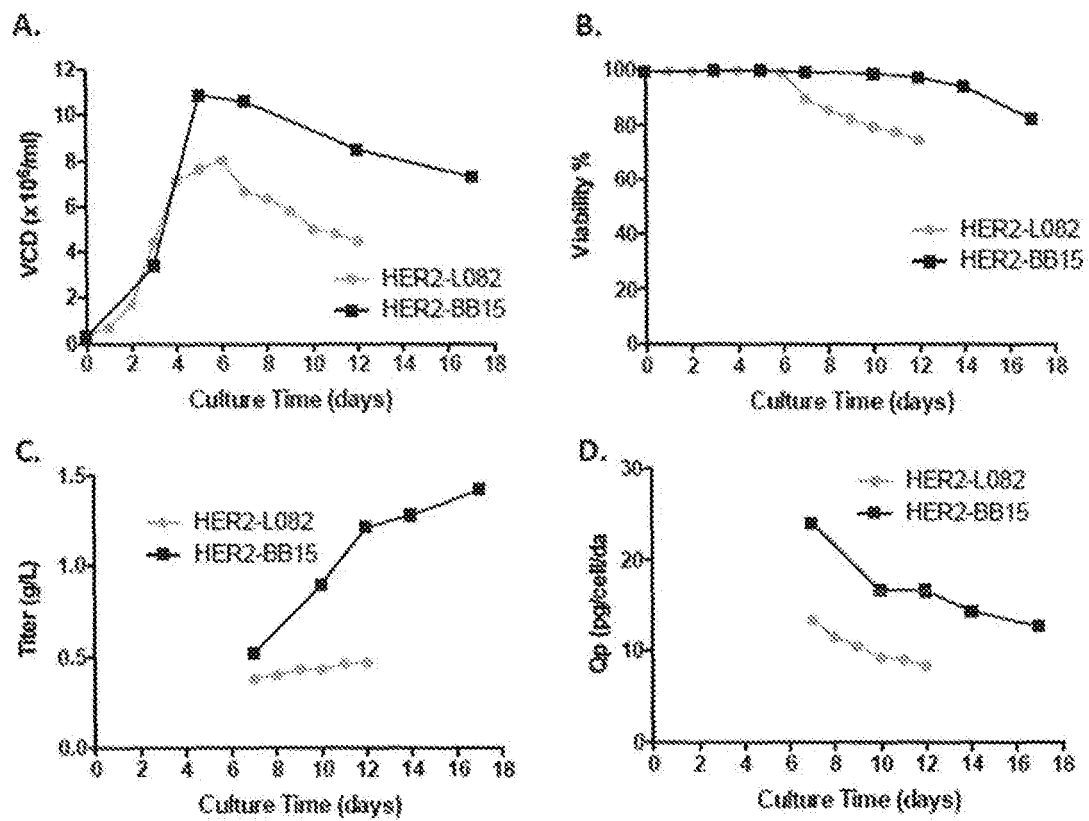 A.
12
10
8
6
4
2
0
VCD (x10⁶/ml)
HER2-L082
HER2-BB15
0 2 4 6 8 10 12 14 16 18
Culture Time (days)
B.
100
80
60
40
20
0
Viability %
HER2-L082
HER2-BB15
0 2 4 6 8 10 12 14 16 18
Culture Time (days)
C.
1.5
1.0
0.5
0.0
Titer (g/L)
HER2-L082
HER2-BB15
0 2 4 6 8 10 12 14 16 18
Culture Time (days)
D.
30
20
10
0
Qp (pg/cell/da
HER2-L082
HER2-BB15
0 2 4 6 8 10 12 14 16 18
Culture Time (days)